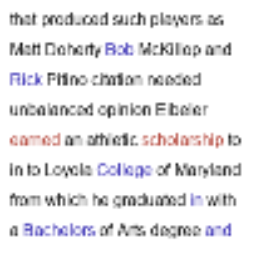 that produced such players as
Matt Doherty Bob McKillop and
Rick Pitino citation needed
unbalanced opinion Eibeler
earned an athletic scholarship to
in to Loyola College of Maryland
from which he graduated in with
a Bachelors of Arts degree and